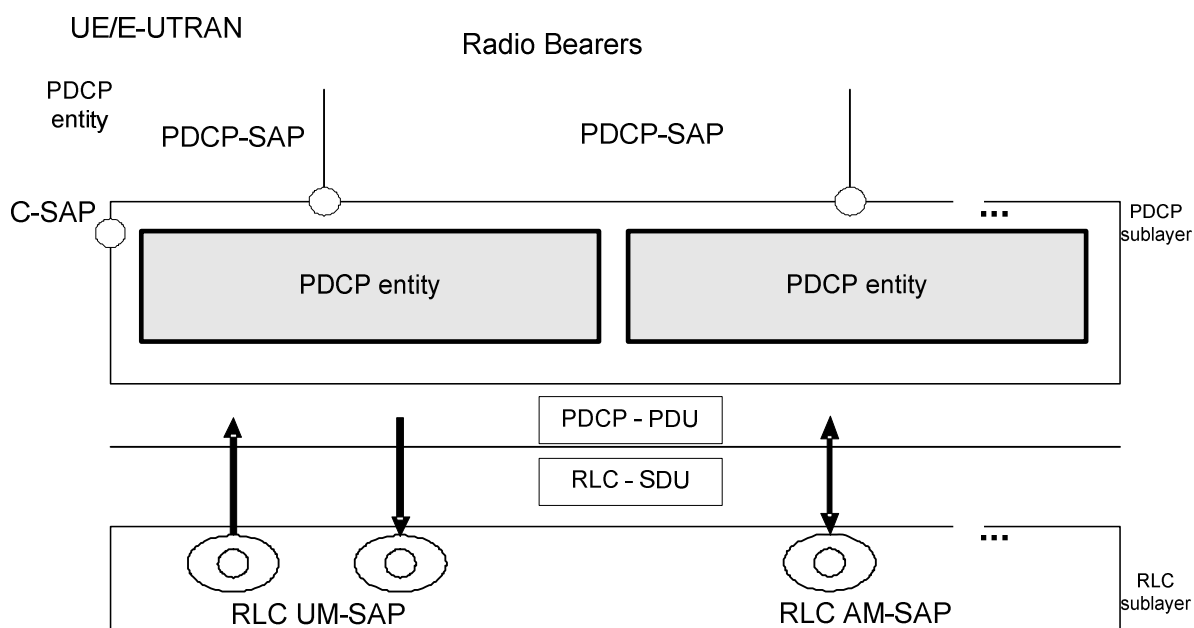 UE/E-UTRAN
Radio Bearers
PDCP
entity
PDCP-SAP
PDCP-SAP
C-SAP
...
PDCP
sublayer
PDCP entity
PDCP entity
PDCP - PDU
RLC - SDU
...
RLC UM-SAP
RLC AM-SAP
RLC
sublayer